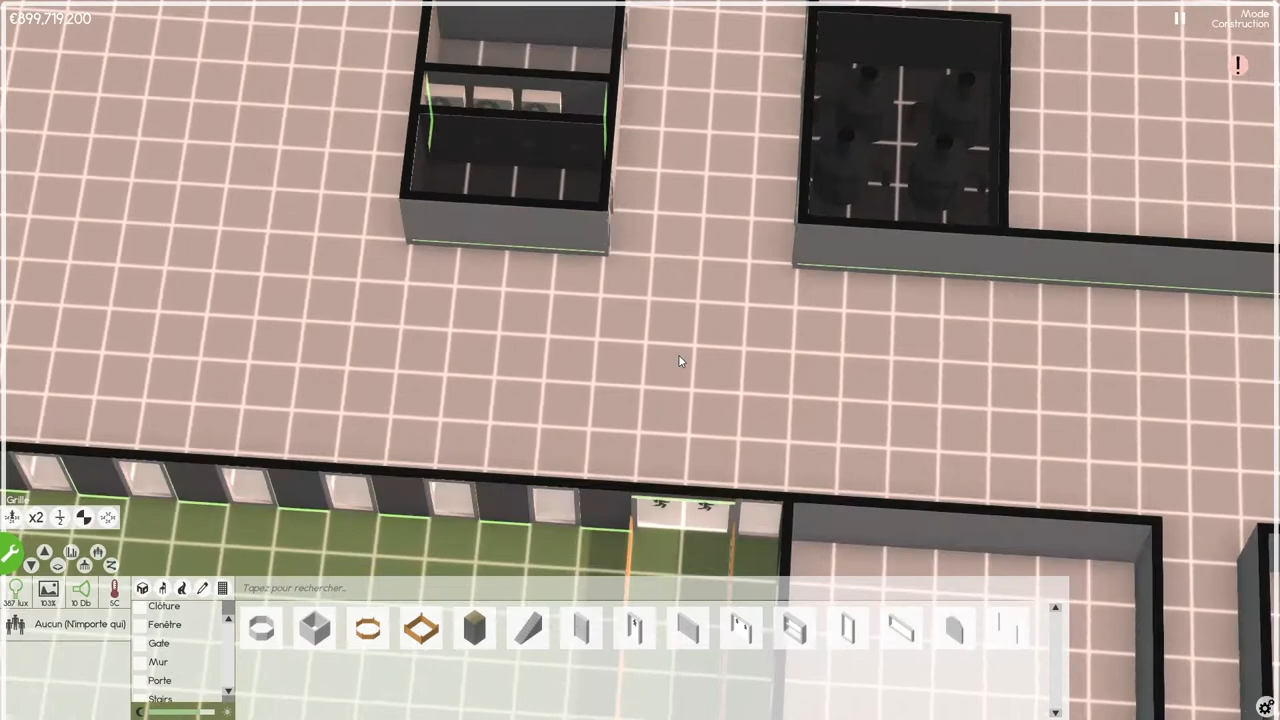 €899,719,200
Mode
Construction
!
Grille
x2
Tapez pour rechercher..
387 lux
103%
10 Db
5C
Aucun (N'importe qui)
Clôture
Fenêtre
Gate
Mur
Porte
Stairs